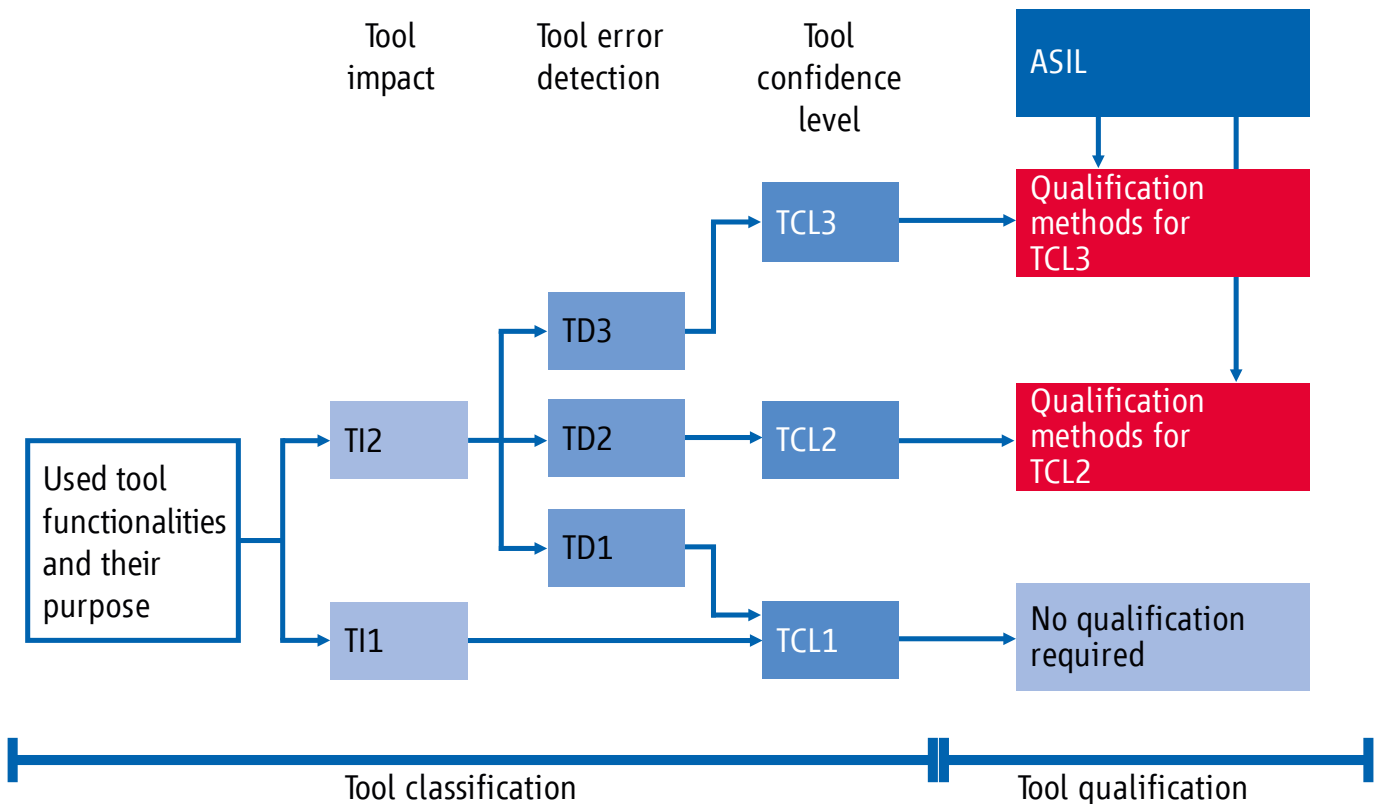 Tool
impact
Tool error
detection
Tool
confidence
level
ASIL
TCL3
Qualification
methods for
TCL3
TD3
TI2
TD2
TCL2
Qualification
methods for
TCL2
Used tool
functionalities
and their
purpose
TD1
TI1
TCL1
No qualification
required
Tool classification
Tool qualification